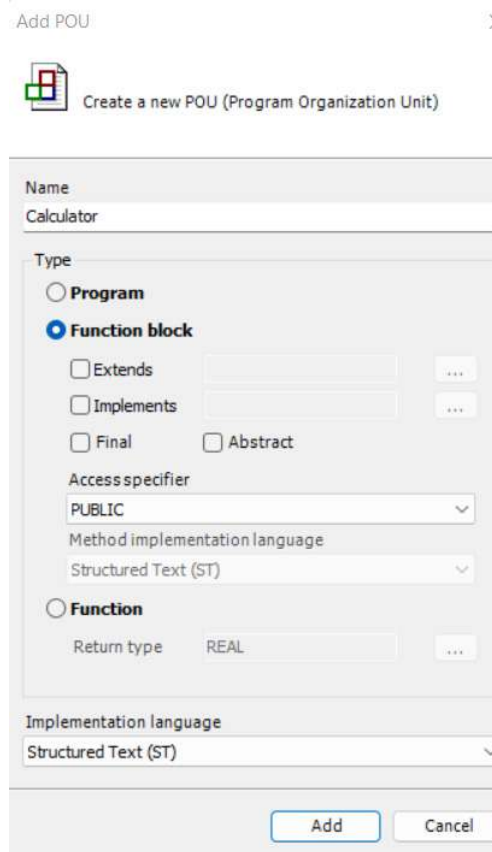 Add POU
Create a new POU (Program Organization Unit)
Name
Calculator
Type
Program
Function block
Extends
...
Implements
...
Final Abstract
Access specifier
PUBLIC
Method implementation language
Structured Text (ST)
Function
Return type REAL ...
Implementation language
Structured Text (ST)
Add Cancel